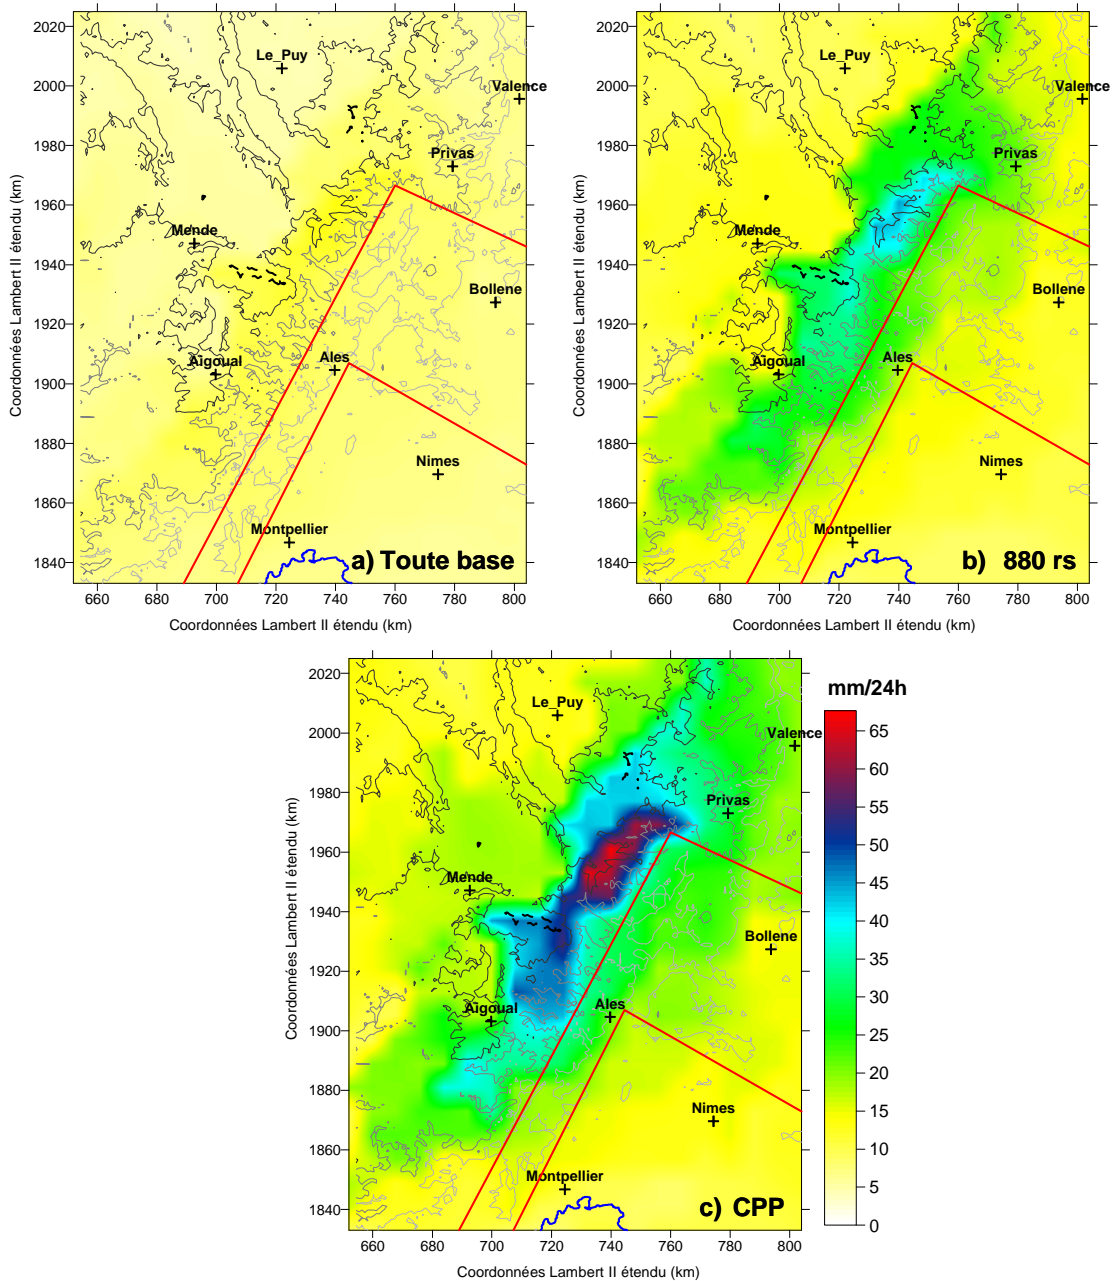 2020
2000
1980
1960
1940
1920
1900
1880
1860
1840
Coordonnées Lambert II étendu (km)
Le_Puy
Valence
Privas
Mende
Bollene
Aigoual
Ales
Nimes
Montpellier
a) Toute base
660 680 700 720 740 760 780 800
Coordonnées Lambert II étendu (km)
2020
2000
1980
1960
1940
1920
1900
1880
1860
1840
Coordonnées Lambert II étendu (km)
Le_Puy
Valence
Privas
Mende
Bollene
Aigoual
Ales
Nimes
Montpellier
b) 880 rs
660 680 700 720 740 760 780 800
Coordonnées Lambert II étendu (km)
2020
2000
1980
1960
1940
1920
1900
1880
1860
1840
Coordonnées Lambert II étendu (km)
Le_Puy
Valence
Privas
Mende
Bollene
Aigoual
Ales
Nimes
Montpellier
c) CPP
660 680 700 720 740 760 780 800
Coordonnées Lambert II étendu (km)
mm/24h
65
60
55
50
45
40
35
30
25
20
15
10
5
0